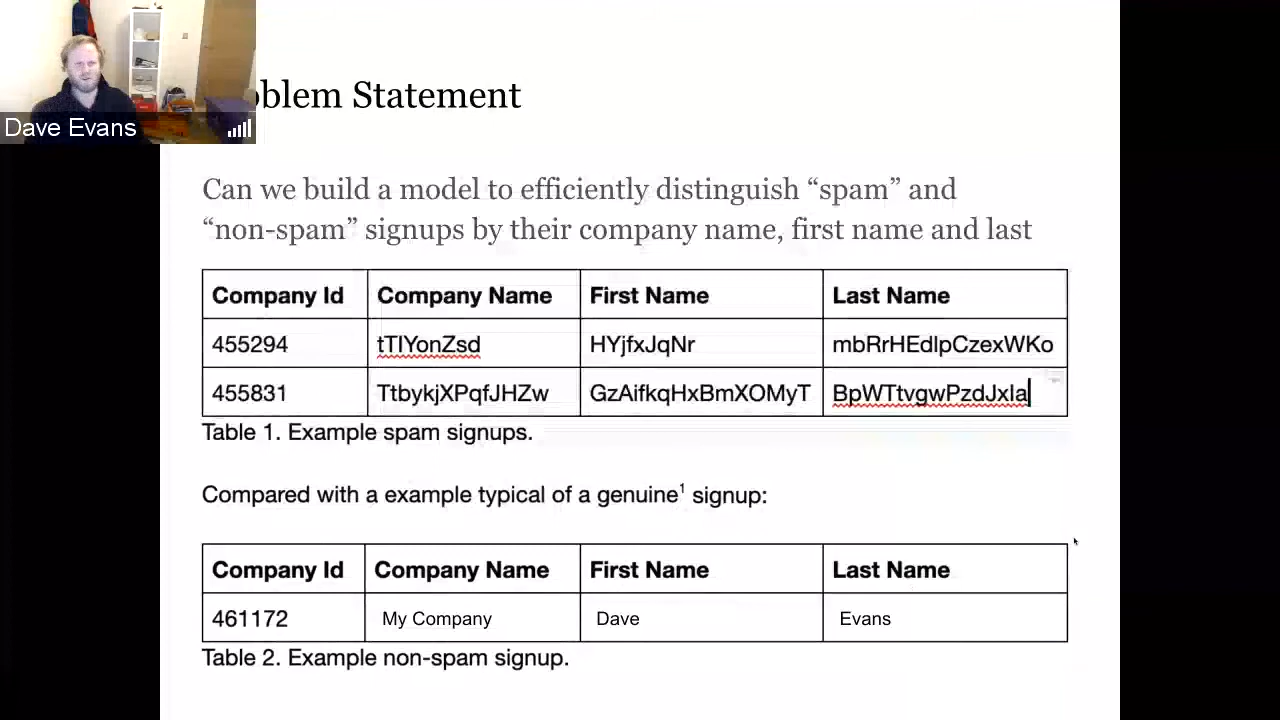 Dave Evans
oblem Statement
Can we build a model to efficiently distinguish “spam” and
“non-spam” signups by their company name, first name and last
Company Id Company Name First Name Last Name
455294 tTIYonZsd HYjfxJqNr mbRrHEdlpCzexWKo
455831 TtbykjXPqfJHZw GzAifkqHxBmXOMyT BpWTtvgwPzdJxIa
Table 1. Example spam signups.
Compared with a example typical of a genuine¹ signup:
Company Id Company Name First Name Last Name
461172 My Company Dave Evans
Table 2. Example non-spam signup.